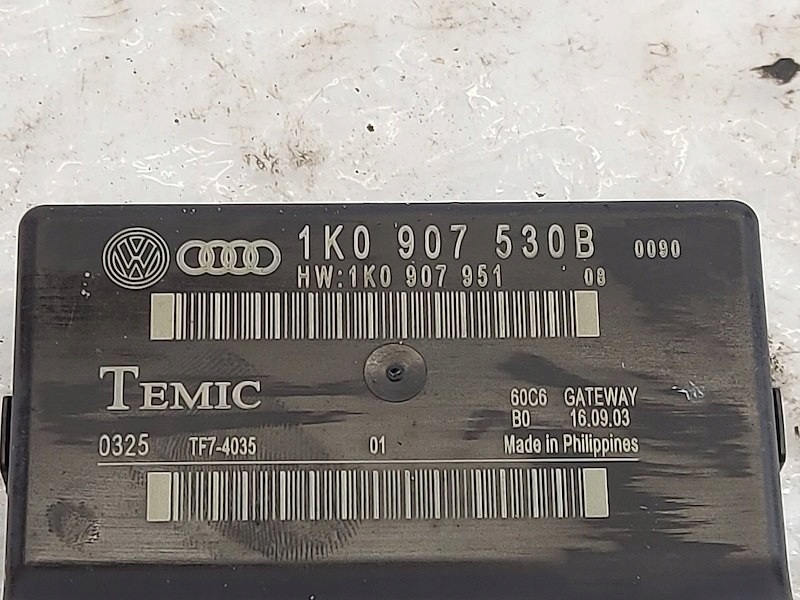 1K0 907 530B 0090
HW:1K0 907 951 08
TEMIC
60C6 GATEWAY
B0 16.09.03
0325 TF7-4035 01 Made in Philippines